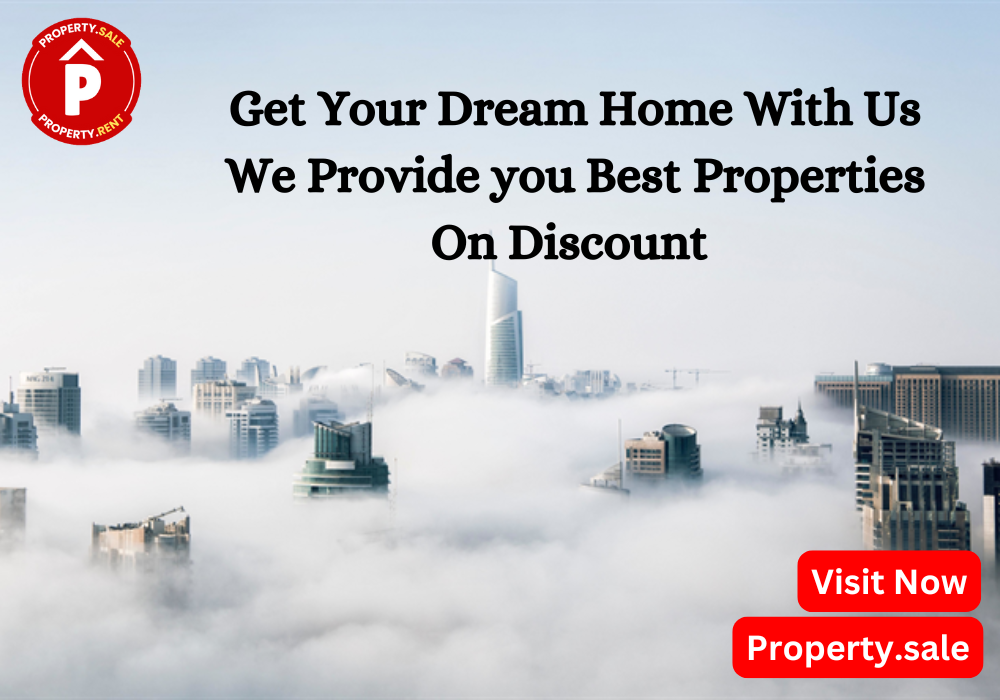 PROPERTY.SALE
P
PROPERTY.RENT
Get Your Dream Home With Us
We Provide you Best Properties
On Discount
Visit Now
Property.sale